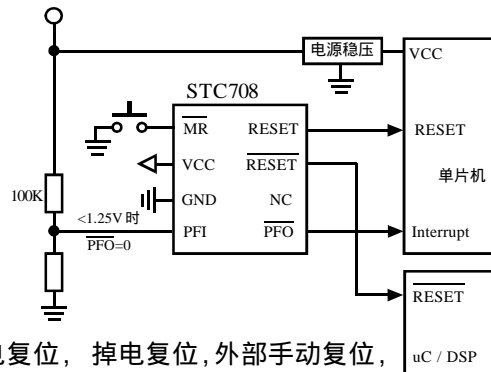 电源稳压
VCC
STC708
MR RESET
RESET
VCC RESET
单片机
100K
GND NC
<1.25V 时
PFI PFO
Interrupt
PFO=0
RESET
复位, 掉电复位,外部手动复位,
uC / DSP